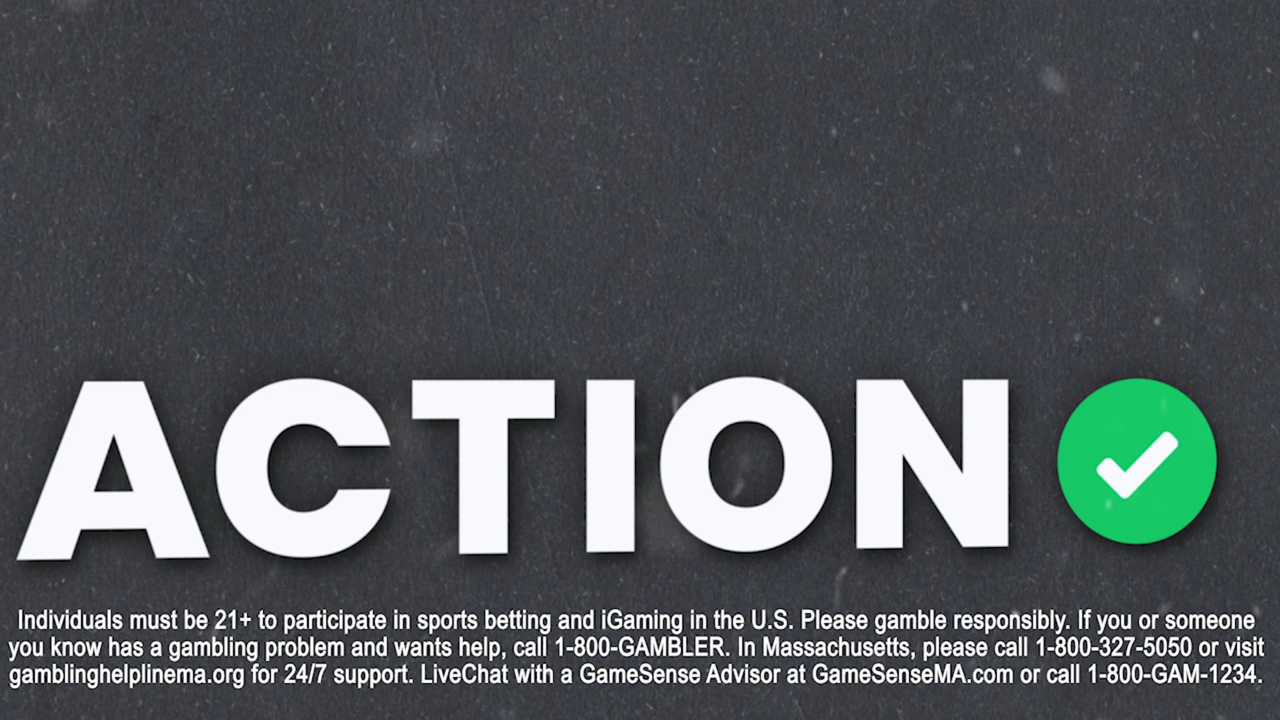 ACTION
Individuals must be 21+ to participate in sports betting and iGaming in the U.S. Please gamble responsibly. If you or someone
you know has a gambling problem and wants help, call 1-800-GAMBLER. In Massachusetts, please call 1-800-327-5050 or visit
gamblinghelplinema.org for 24/7 support. LiveChat with a GameSense Advisor at GameSenseMA.com or call 1-800-GAM-1234.